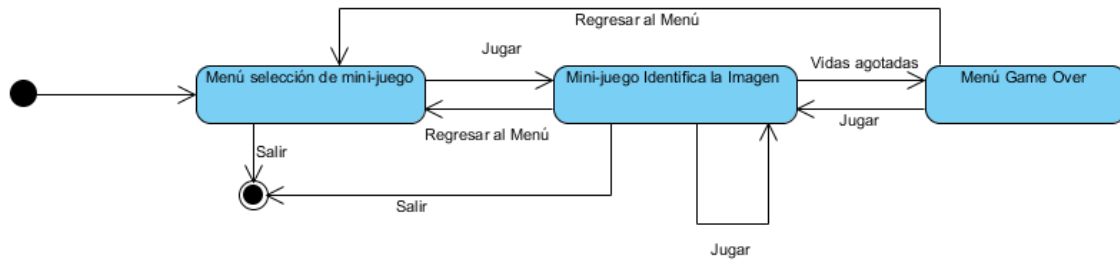 Regresar al Menú
Jugar
Vidas agotadas
Menú selección de mini-juego
Mini-juego Identifica la Imagen
Menú Game Over
Regresar al Menú
Jugar
Salir
Salir
Jugar